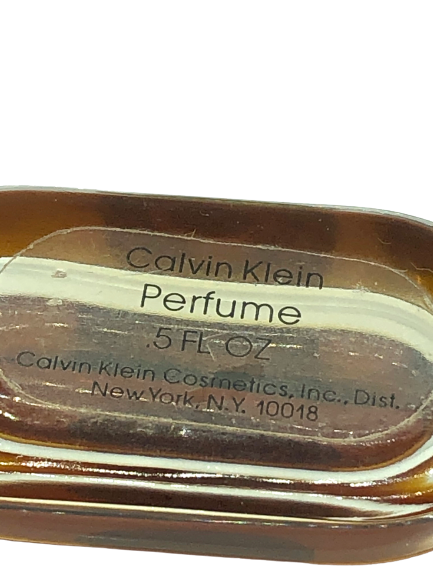 Calvin Klein
Perfume
.5 FL OZ
Calvin Klein Cosmetics, Inc., Dist.
New York, N.Y. 10018